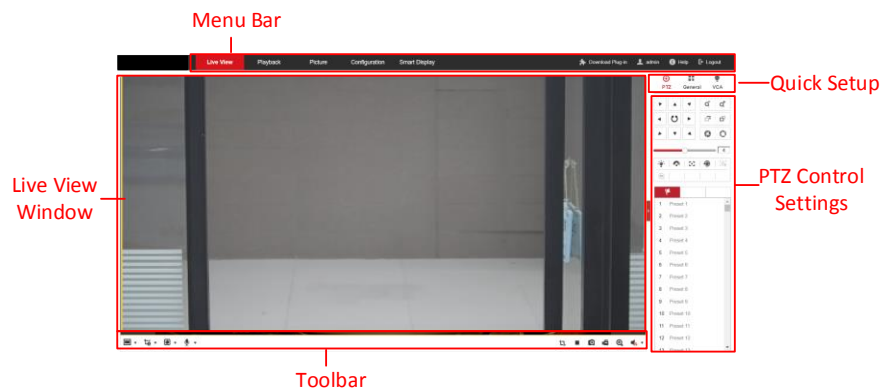 Menu Bar
Live View Playback Picture Configuration Smart Display Download Plug-in admin Help Logout
PTZ General VCA
Quick Setup
Live View
Window
PTZ Control
Settings
1 Preset 1
2 Preset 2
3 Preset 3
4 Preset 4
5 Preset 5
6 Preset 6
7 Preset 7
8 Preset 8
9 Preset 9
10 Preset 10
11 Preset 11
12 Preset 12
13 Preset 13
Toolbar